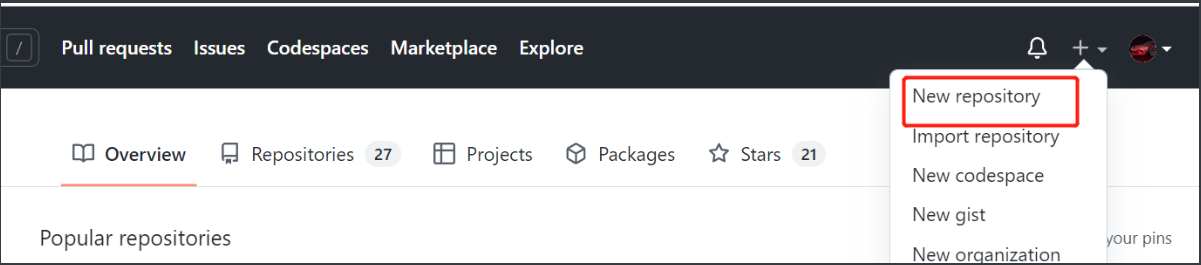 / Pull requests Issues Codespaces Marketplace Explore
New repository
Import repository
New codespace
New gist
New organization
Overview Repositories 27 Projects Packages Stars 21
Popular repositories
your pins